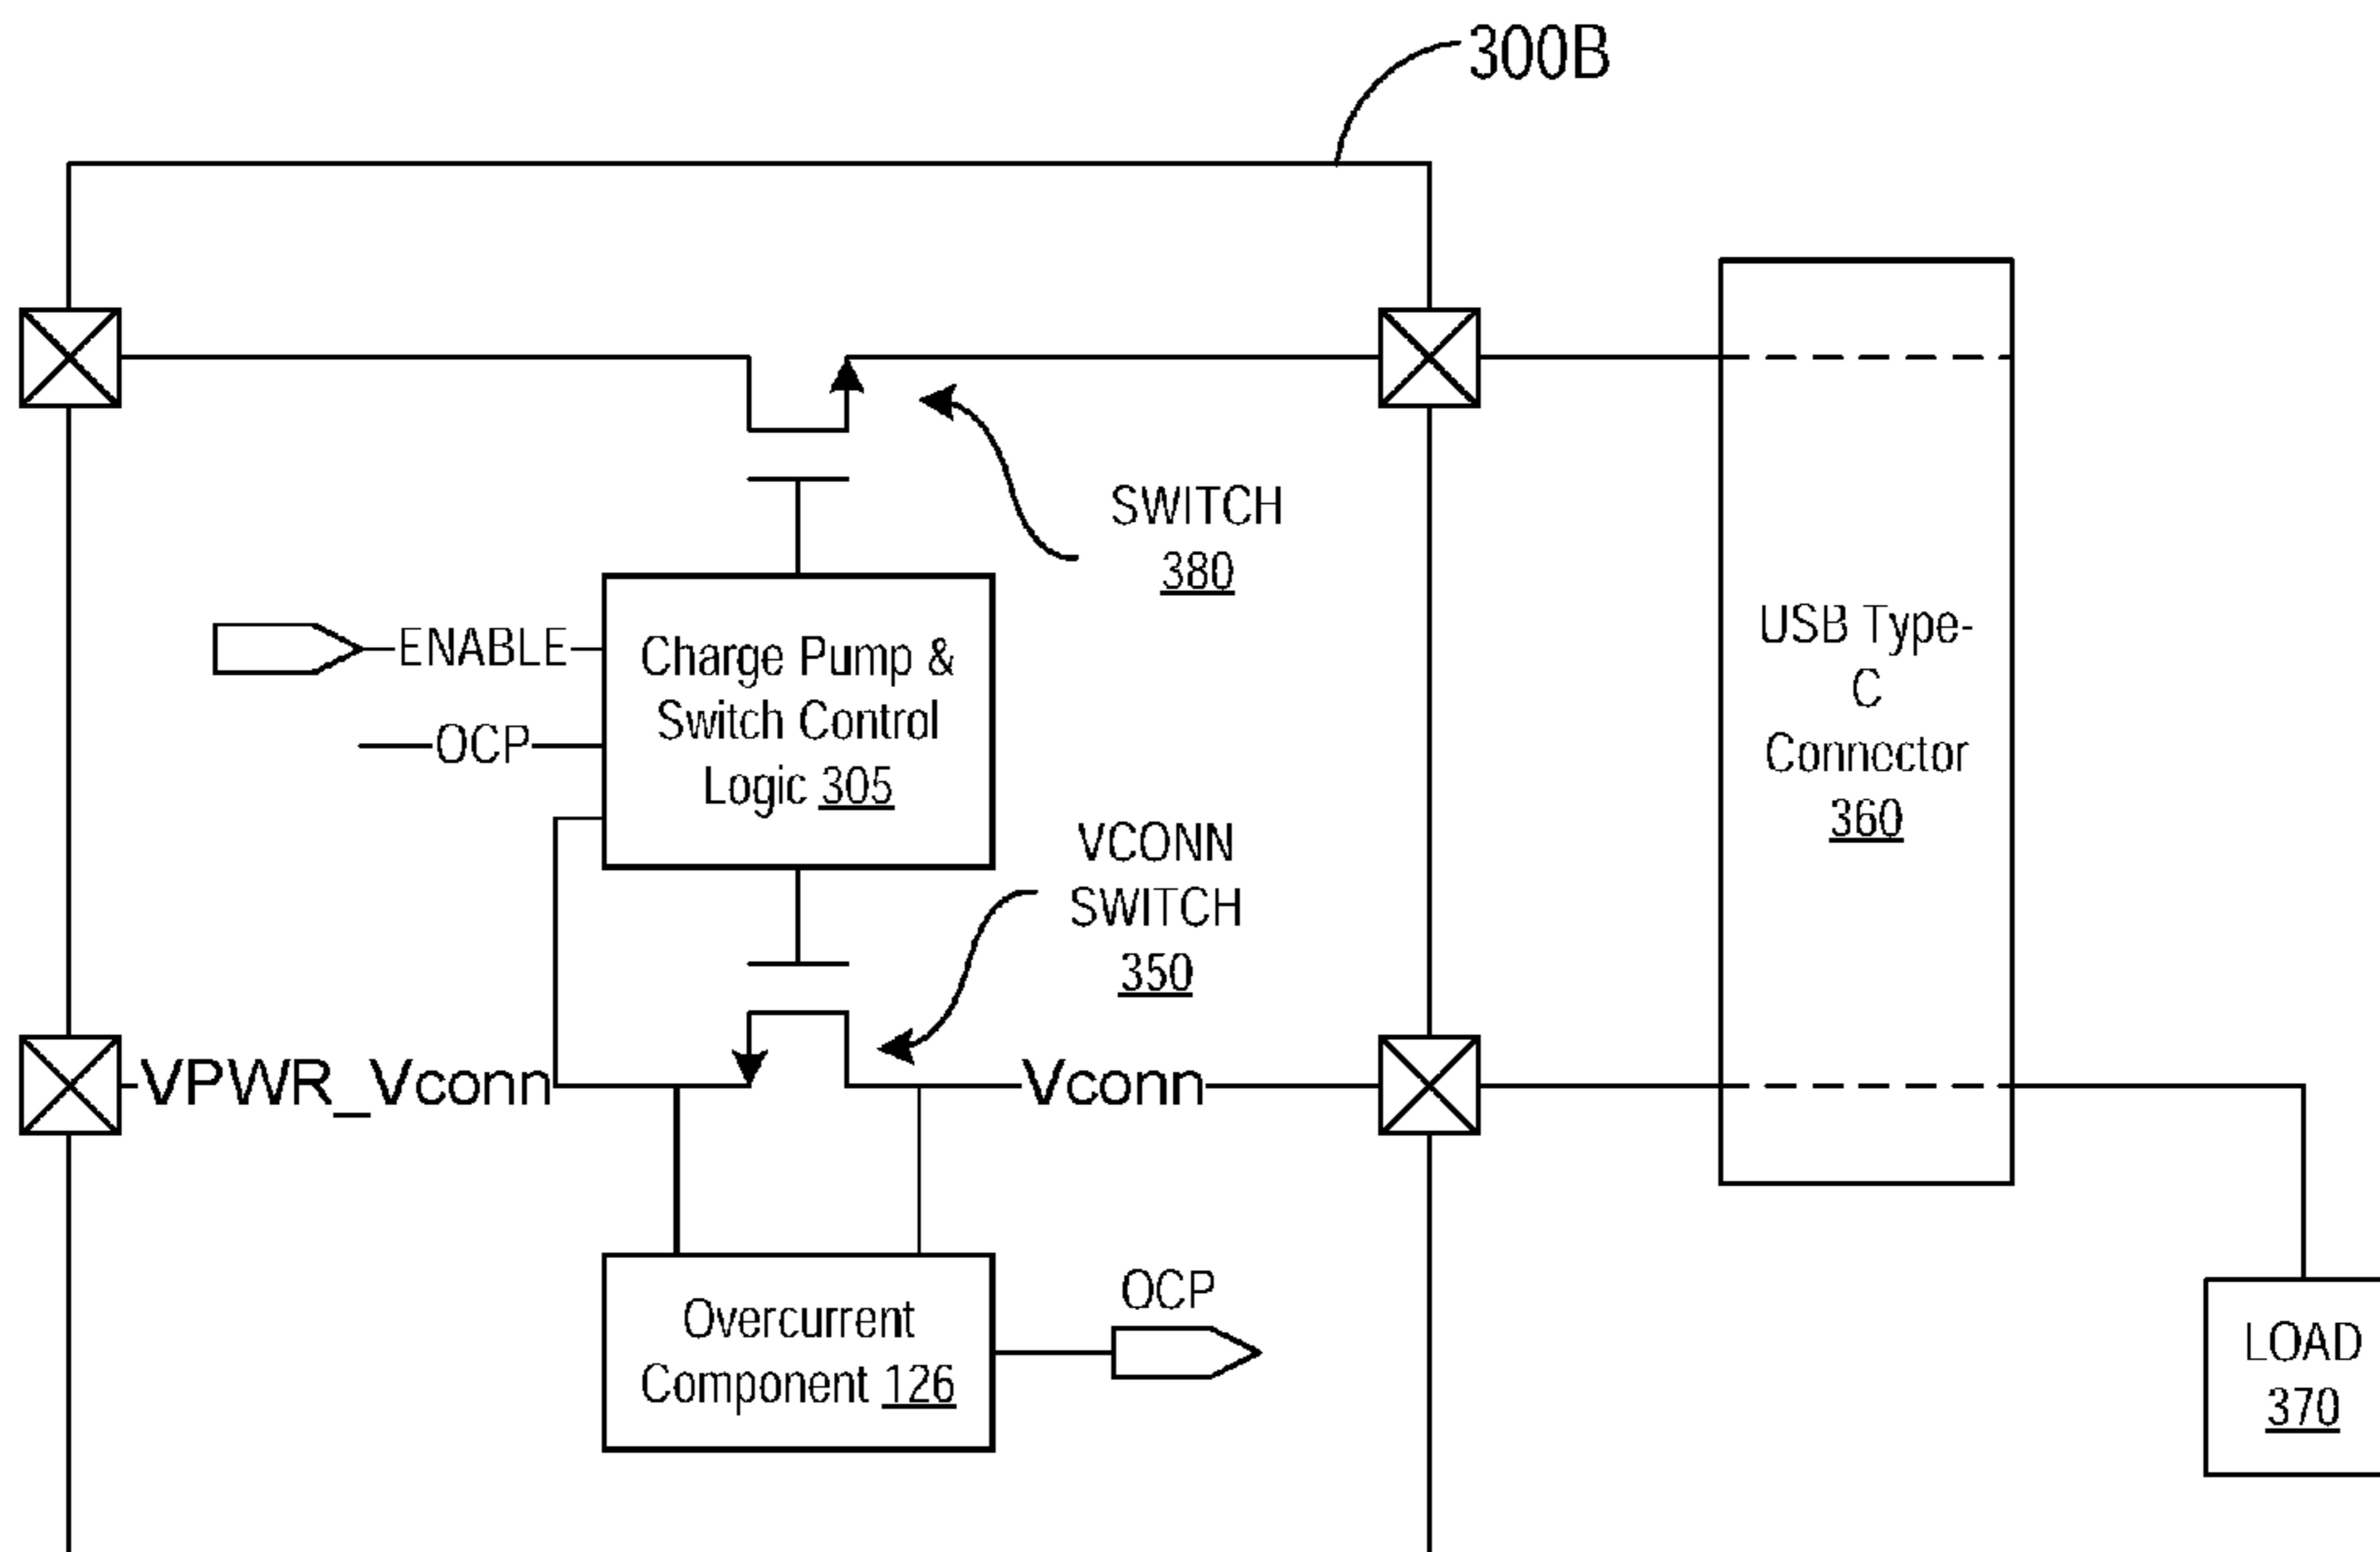 300B
SWITCH
380
ENABLE
Charge Pump &
Switch Control
Logic 305
OCP
USB Type-
C
Connector
360
VCONN
SWITCH
350
VPWR_Vconn
Vconn
Overcurrent
Component 126
OCP
LOAD
370